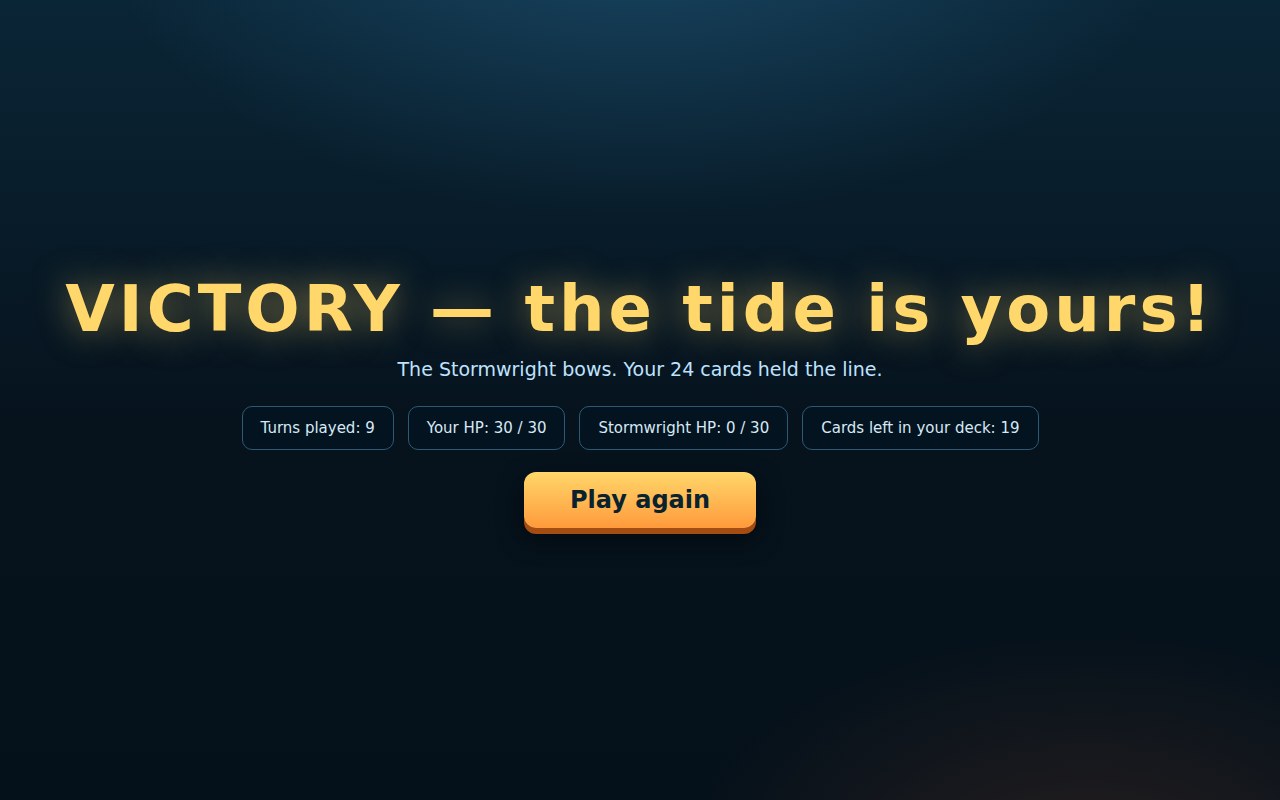 VICTORY — the tide is yours!
The Stormwright bows. Your 24 cards held the line.
Turns played: 9
Your HP: 30 / 30
Stormwright HP: 0 / 30
Cards left in your deck: 19
Play again